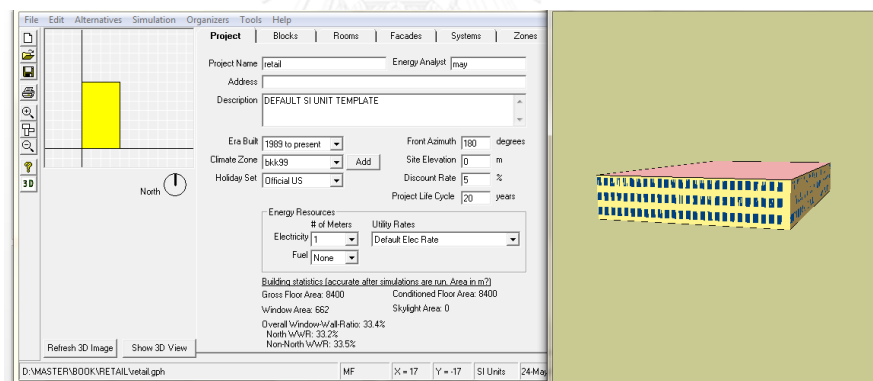 File Edit Alternatives Simulation Organizers Tools Help
Project Blocks Rooms Facades Systems Zones
Project Name retail Energy Analyst may
Address
Description DEFAULT SI UNIT TEMPLATE
Era Built 1989 to present Front Azimuth 180 degrees
Climate Zone bkk99 Add Site Elevation 0 m
Holiday Set Official US Discount Rate 5 %
Project Life Cycle 20 years
North
3D
Energy Resources
# of Meters Utility Rates
Electricity 1 Default Elec Rate
Fuel None
Building statistics (accurate after simulations are run. Area in m?)
Gross Floor Area: 8400 Conditioned Floor Area: 8400
Window Area: 662 Skylight Area: 0
Overall Window-Wall-Ratio: 33.4%
North WWR: 33.2%
Non-North WWR: 33.5%
Refresh 3D Image Show 3D View
D:\MASTER\BOOK\RETAIL\retail.gph MF X = 17 Y = -17 SI Units 24-May